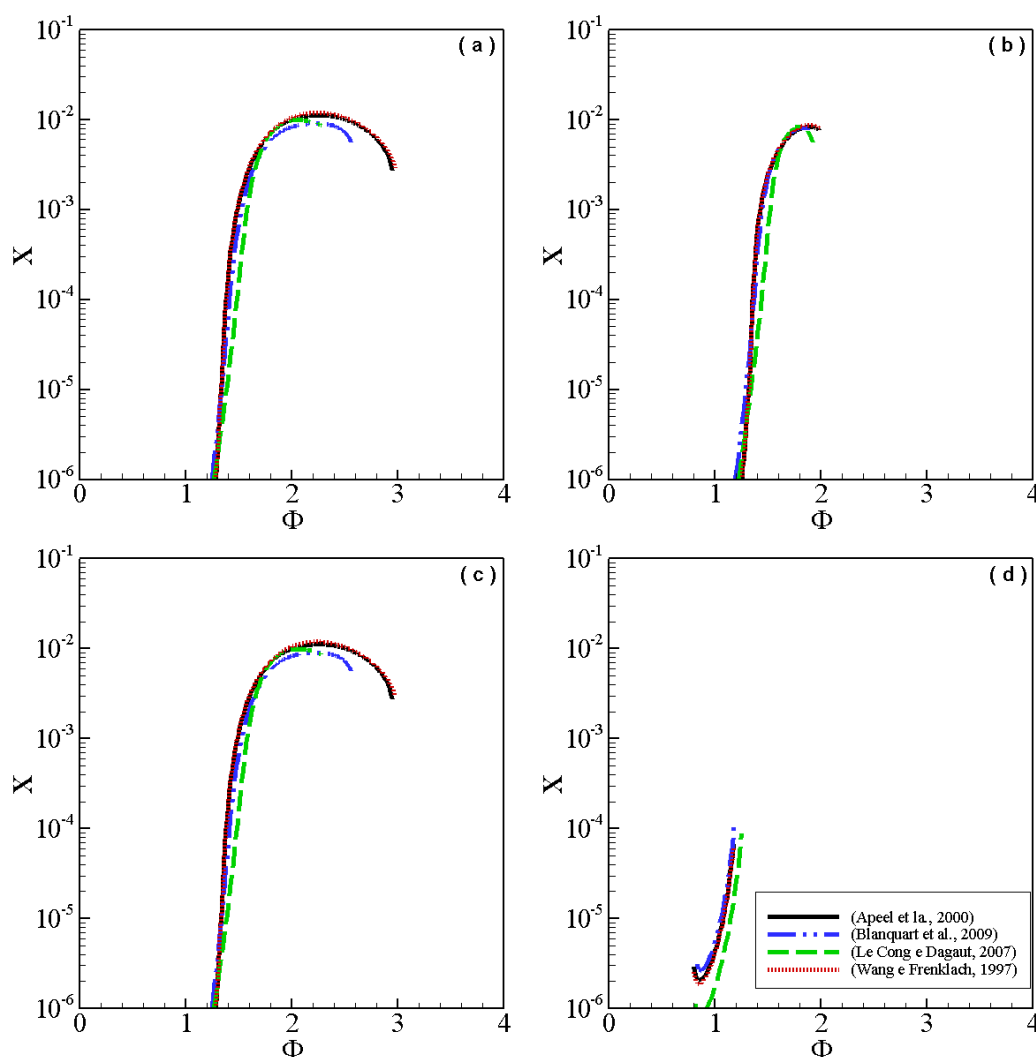 ( a )
10-1
10-2
10-3
10-4
10-5
10-6
X
0 1 2 3 4
Φ
( b )
10-1
10-2
10-3
10-4
10-5
10-6
X
0 1 2 3 4
Φ
( c )
10-1
10-2
10-3
10-4
10-5
10-6
X
0 1 2 3 4
Φ
( d )
10-1
10-2
10-3
10-4
10-5
10-6
X
0 1 2 3 4
Φ
(Apeel et la., 2000)
(Blanquart et al., 2009)
(Le Cong e Dagaut, 2007)
(Wang e Frenklach, 1997)